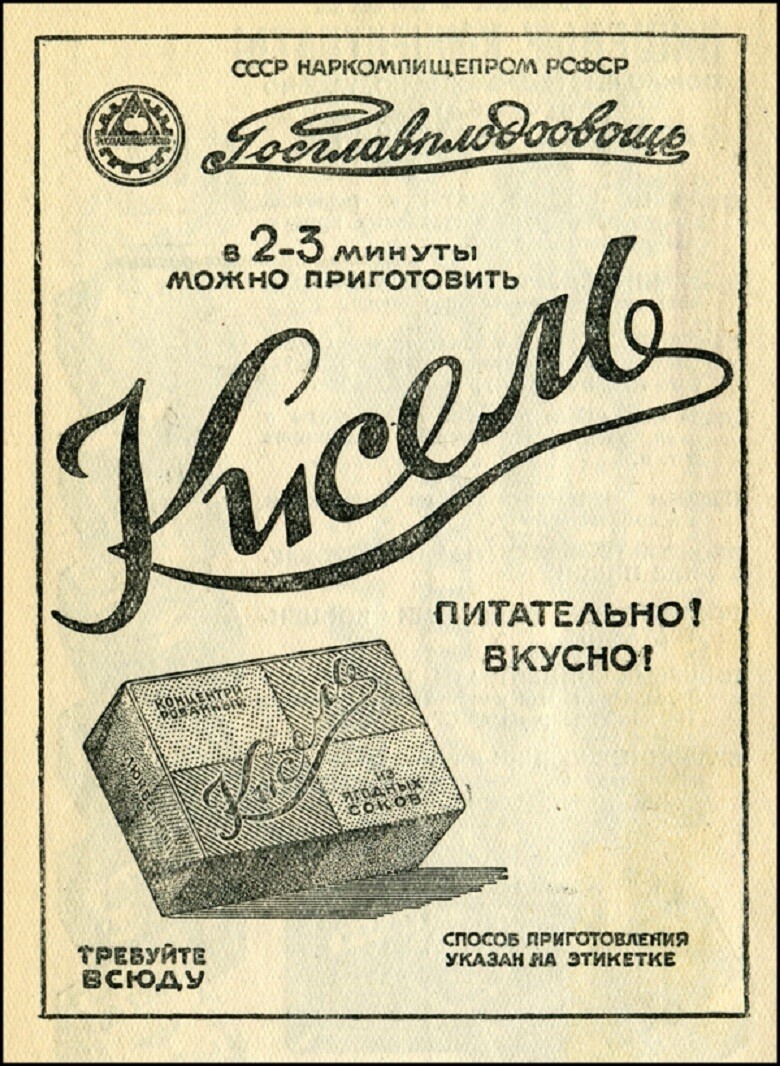 СССР НАРКОМПИЩЕПРОМ РСФСР
Росглавплодоовощь
в 2-3 минуты
можно приготовить
Кисель
ПИТАТЕЛЬНО!
ВКУСНО!
КОНЦЕНТРИ
РОВАННЫЙ
Кисель
ИЗ
ЯГОДНЫХ
СОКОВ
ТРЕБУЙТЕ
ВСЮДУ
СПОСОБ ПРИГОТОВЛЕНИЯ
УКАЗАН НА ЭТИКЕТКЕ